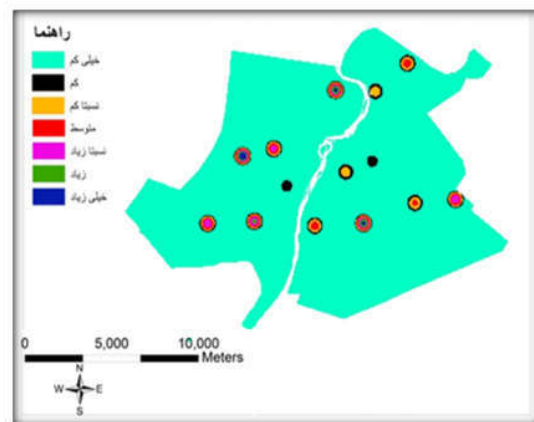 راهنما
خیلی کم
کم
نسبتا کم
متوسط
نسبتا زیاد
زیاد
خیلی زیاد
0 5,000 10,000
Meters
N
W E
S